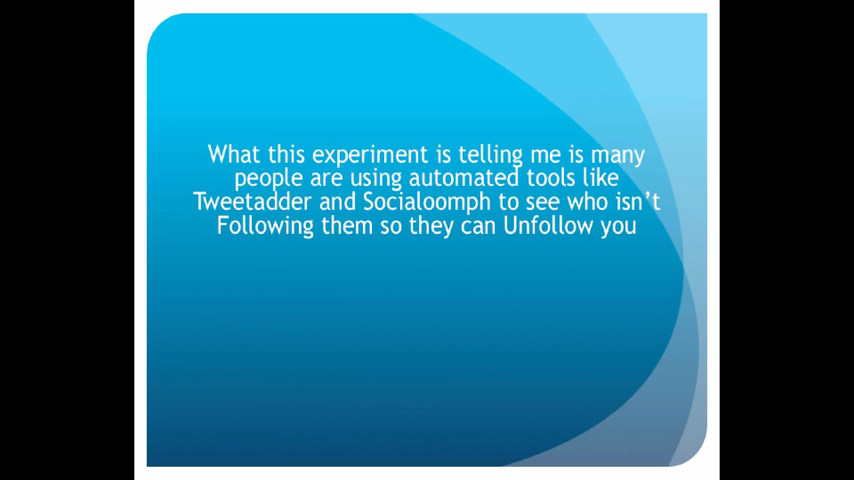 What this experiment is telling me is many
people are using automated tools like
Tweetadder and Socialoomph to see who isn’t
Following them so they can Unfollow you